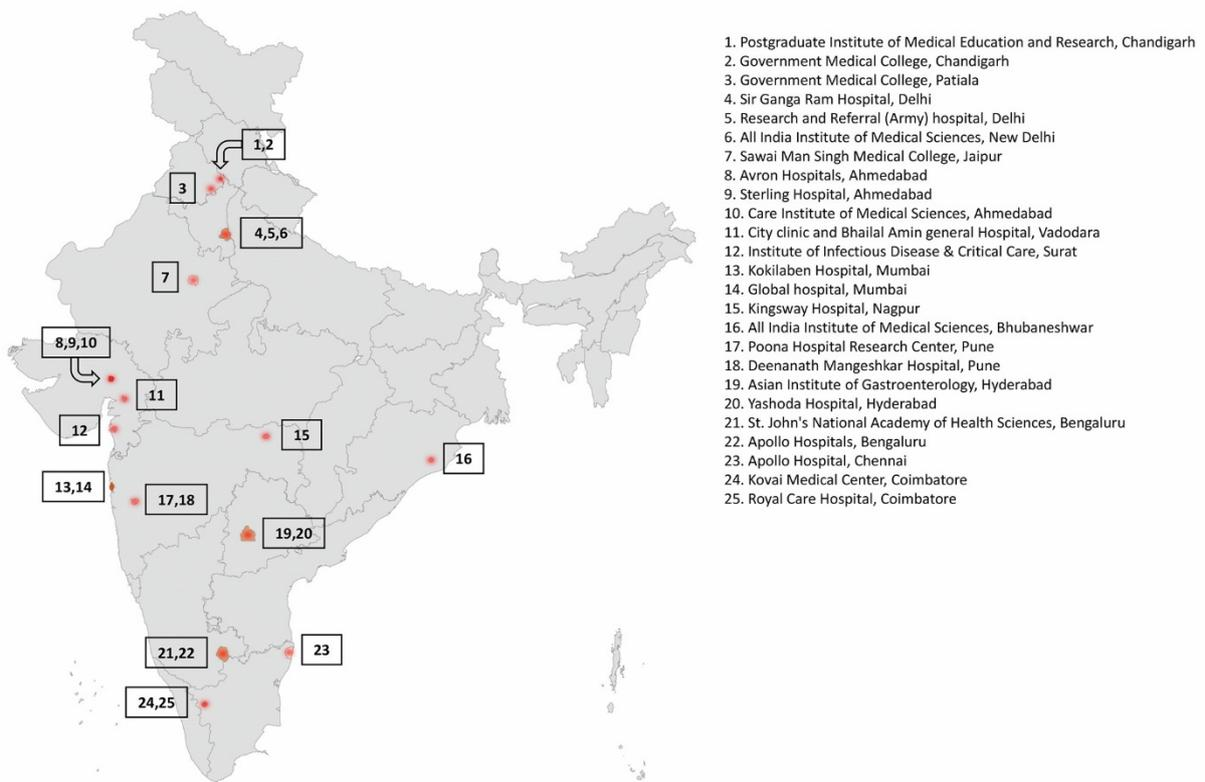 1,2
3
4,5,6
7
8,9,10
11
12
15
16
13,14
17,18
19,20
21,22
23
24,25
1. Postgraduate Institute of Medical Education and Research, Chandigarh
2. Government Medical College, Chandigarh
3. Government Medical College, Patiala
4. Sir Ganga Ram Hospital, Delhi
5. Research and Referral (Army) hospital, Delhi
6. All India Institute of Medical Sciences, New Delhi
7. Sawai Man Singh Medical College, Jaipur
8. Avron Hospitals, Ahmedabad
9. Sterling Hospital, Ahmedabad
10. Care Institute of Medical Sciences, Ahmedabad
11. City clinic and Bhailal Amin general Hospital, Vadodara
12. Institute of Infectious Disease & Critical Care, Surat
13. Kokilaben Hospital, Mumbai
14. Global hospital, Mumbai
15. Kingsway Hospital, Nagpur
16. All India Institute of Medical Sciences, Bhubaneshwar
17. Poona Hospital Research Center, Pune
18. Deenanath Mangeshkar Hospital, Pune
19. Asian Institute of Gastroenterology, Hyderabad
20. Yashoda Hospital, Hyderabad
21. St. John's National Academy of Health Sciences, Bengaluru
22. Apollo Hospitals, Bengaluru
23. Apollo Hospital, Chennai
24. Kovai Medical Center, Coimbatore
25. Royal Care Hospital, Coimbatore